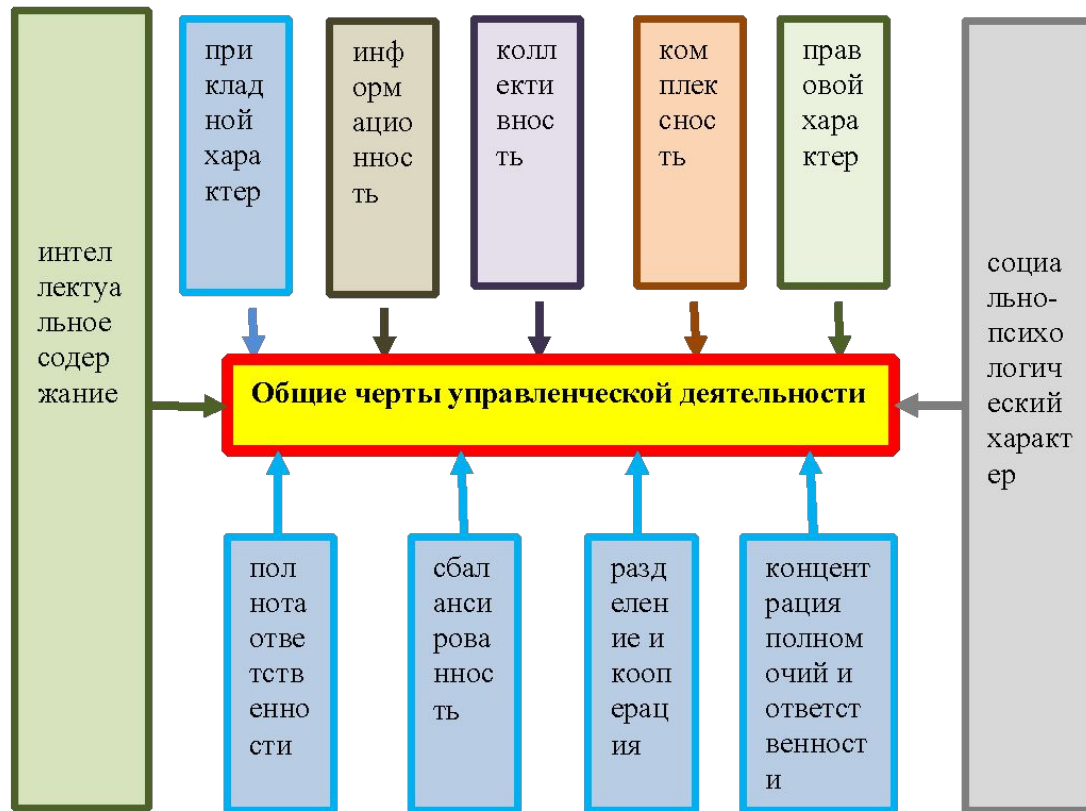 при
клад
ной
хара
ктер
инф
орм
ацио
ннос
ть
колл
екти
внос
ть
ком
плек
снос
ть
прав
овой
хара
ктер
интел
лектуа
льное
содер
жание
Общие черты управленческой деятельности
социа
льно-
психо
логич
еский
характ
ер
пол
нота
отве
тств
енно
сти
сбал
анси
рова
ннос
ть
разд
елен
ие и
кооп
ерац
ия
концент
рация
полном
очий и
ответст
венност
и